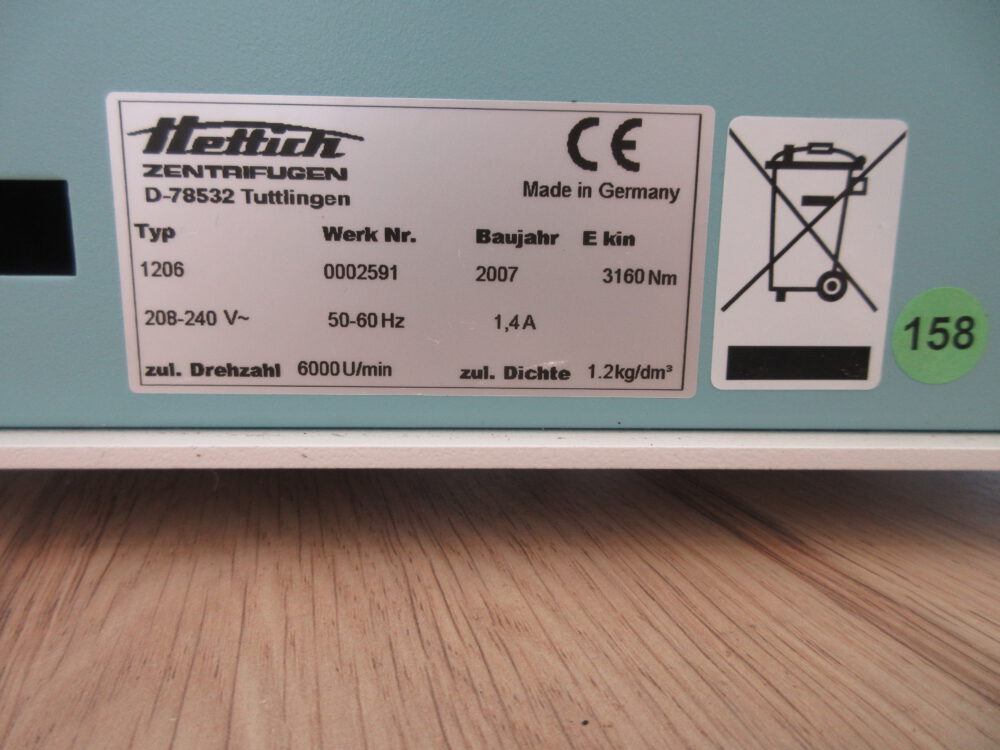 Hettich
ZENTRIFUGEN
D-78532 Tuttlingen
CE
Made in Germany
Typ Werk Nr. Baujahr E kin
1206 0002591 2007 3160 Nm
208-240 V~ 50-60 Hz 1,4 A
zul. Drehzahl 6000 U/min zul. Dichte 1.2kg/dm³
158